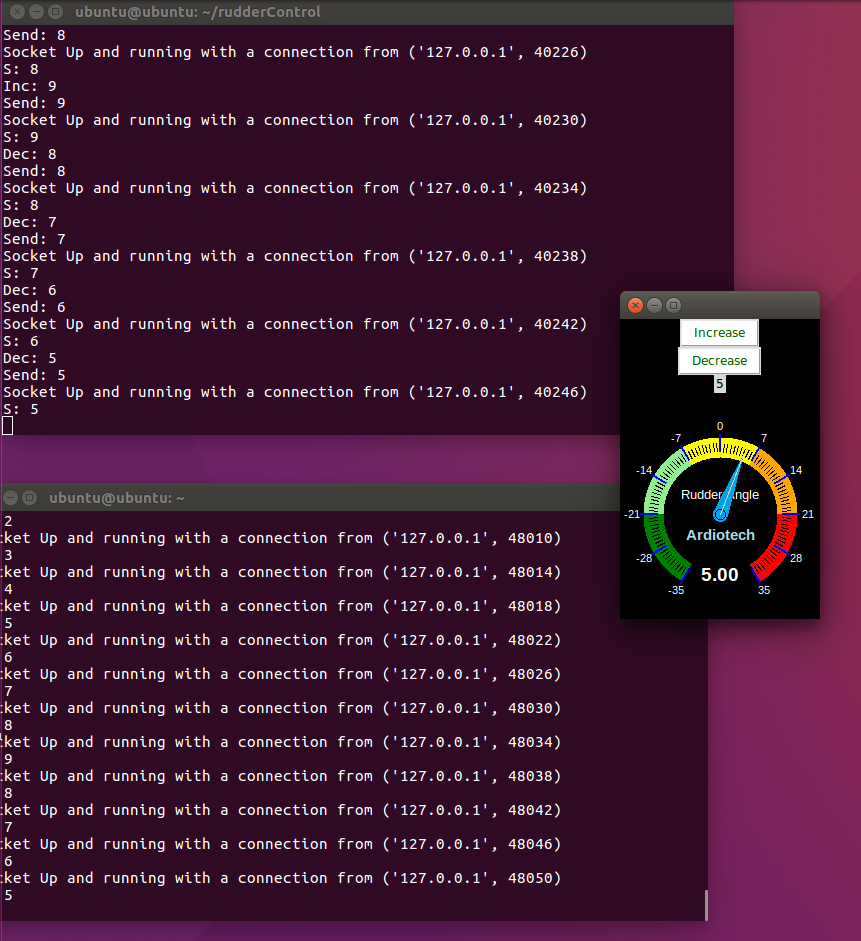 ubuntu@ubuntu: ~/rudderControl
Send: 8
Socket Up and running with a connection from ('127.0.0.1', 40226)
S: 8
Inc: 9
Send: 9
Socket Up and running with a connection from ('127.0.0.1', 40230)
S: 9
Dec: 8
Send: 8
Socket Up and running with a connection from ('127.0.0.1', 40234)
S: 8
Dec: 7
Send: 7
Socket Up and running with a connection from ('127.0.0.1', 40238)
S: 7
Dec: 6
Send: 6
Socket Up and running with a connection from ('127.0.0.1', 40242)
S: 6
Dec: 5
Send: 5
Socket Up and running with a connection from ('127.0.0.1', 40246)
S: 5
ubuntu@ubuntu: ~
2
ket Up and running with a connection from ('127.0.0.1', 48010)
3
ket Up and running with a connection from ('127.0.0.1', 48014)
4
ket Up and running with a connection from ('127.0.0.1', 48018)
5
ket Up and running with a connection from ('127.0.0.1', 48022)
6
ket Up and running with a connection from ('127.0.0.1', 48026)
7
ket Up and running with a connection from ('127.0.0.1', 48030)
8
ket Up and running with a connection from ('127.0.0.1', 48034)
9
ket Up and running with a connection from ('127.0.0.1', 48038)
8
ket Up and running with a connection from ('127.0.0.1', 48042)
7
ket Up and running with a connection from ('127.0.0.1', 48046)
6
ket Up and running with a connection from ('127.0.0.1', 48050)
5
Increase
Decrease
5
0
-7 7
-14 14
Rudder Angle
-21 21
Ardiotech
-28 28
5.00
-35 35